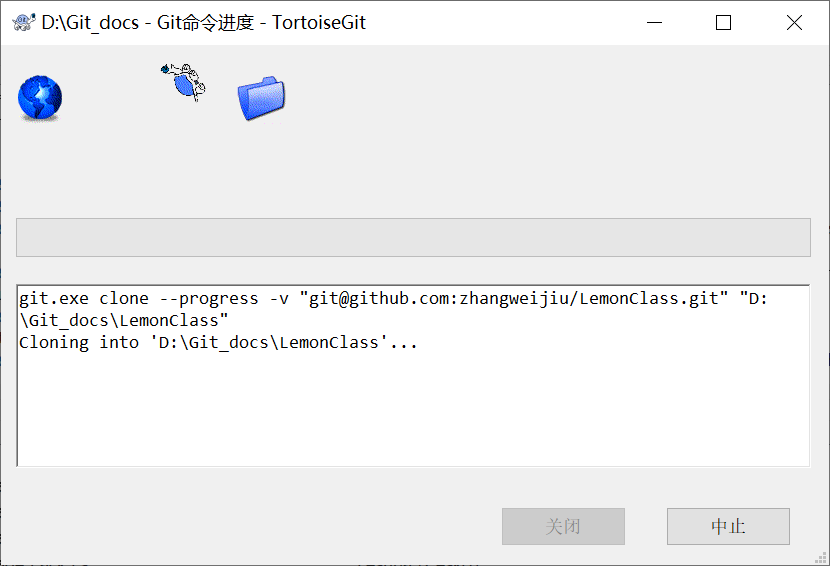 D:\Git_docs - Git命令进度 - TortoiseGit
git.exe clone --progress -v "git@github.com:zhangweijiu/LemonClass.git" "D:
\Git_docs\LemonClass"
Cloning into 'D:\Git_docs\LemonClass'...
关闭
中止